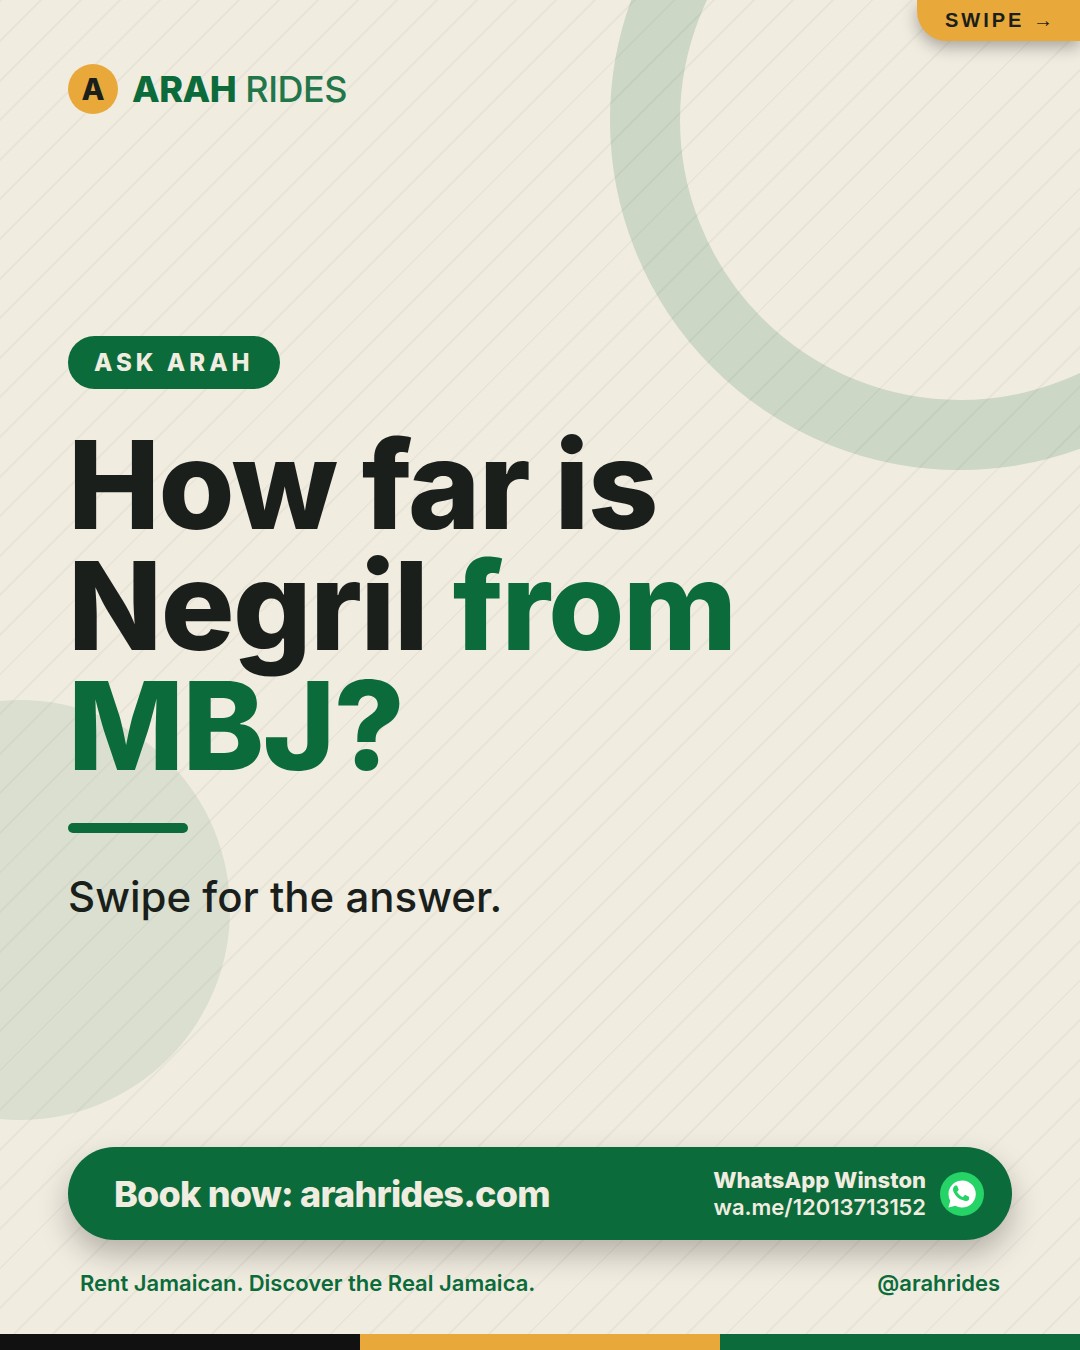 SWIPE →
A ARAH RIDES
ASK ARAH
How far is
Negril from
MBJ?
Swipe for the answer.
Book now: arahrides.com
WhatsApp Winston
wa.me/12013713152
Rent Jamaican. Discover the Real Jamaica.
@arahrides